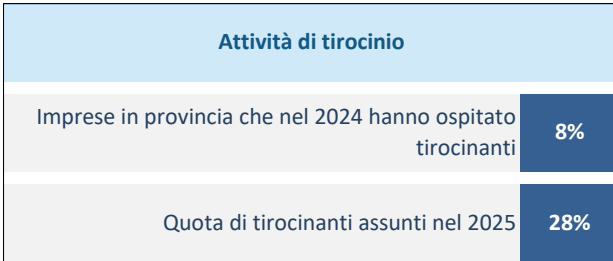 Attività di tirocinio
Imprese in provincia che nel 2024 hanno ospitato
tirocinanti
8%
Quota di tirocinanti assunti nel 2025
28%